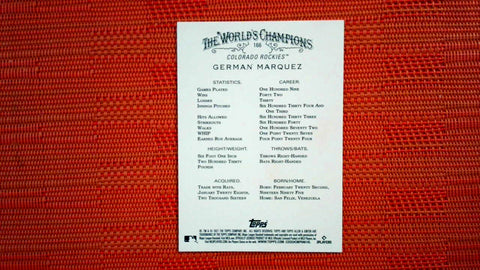 THE WORLD'S CHAMPIONS
166
COLORADO ROCKIES™
GERMAN MARQUEZ
STATISTICS. CAREER.
GAMES PLAYED ONE HUNDRED NINE
WINS FORTY TWO
LOSSES THIRTY
INNINGS PITCHED SIX HUNDRED THIRTY FOUR AND
ONE THIRD
HITS ALLOWED SIX HUNDRED THIRTY THREE
STRIKEOUTS SIX HUNDRED FORTY
WALKS ONE HUNDRED SEVENTY TWO
WHIP ONE POINT TWENTY SEVEN
EARNED RUN AVERAGE FOUR POINT TWENTY FOUR
HEIGHT/WEIGHT. THROWS/BATS.
SIX FOOT ONE INCH THROWS RIGHT-HANDED
TWO HUNDRED THIRTY BATS RIGHT-HANDED
POUNDS
ACQUIRED. BORN/HOME.
TRADE WITH RAYS, BORN: FEBRUARY TWENTY SECOND,
JANUARY TWENTY EIGHTH, NINETEEN NINETY FIVE
TWO THOUSAND SIXTEEN HOME: SAN FELIX, VENEZUELA
Topps